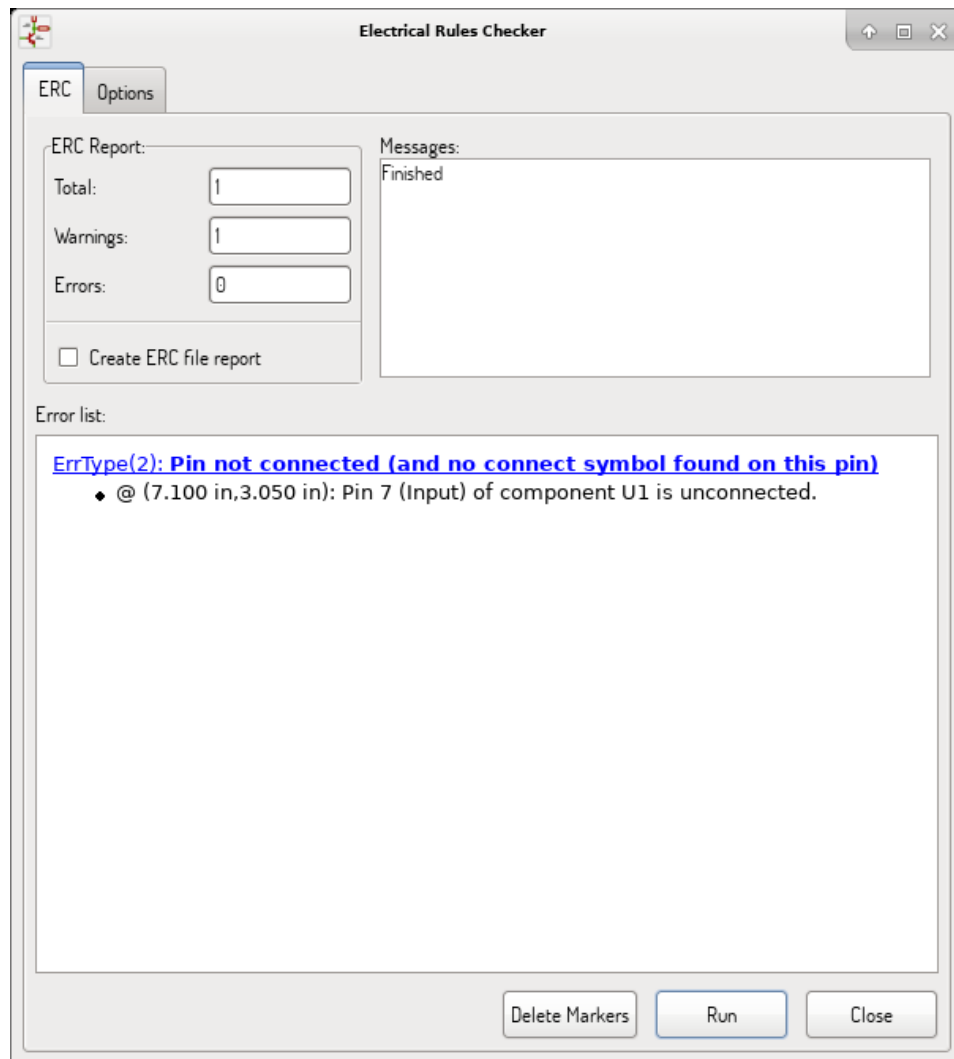 Electrical Rules Checker
ERC
Options
ERC Report:
Total:
1
Warnings:
1
Errors:
0
Create ERC file report
Messages:
Finished
Error list:
ErrType(2): Pin not connected (and no connect symbol found on this pin)
@ (7.100 in,3.050 in): Pin 7 (Input) of component U1 is unconnected.
Delete Markers
Run
Close